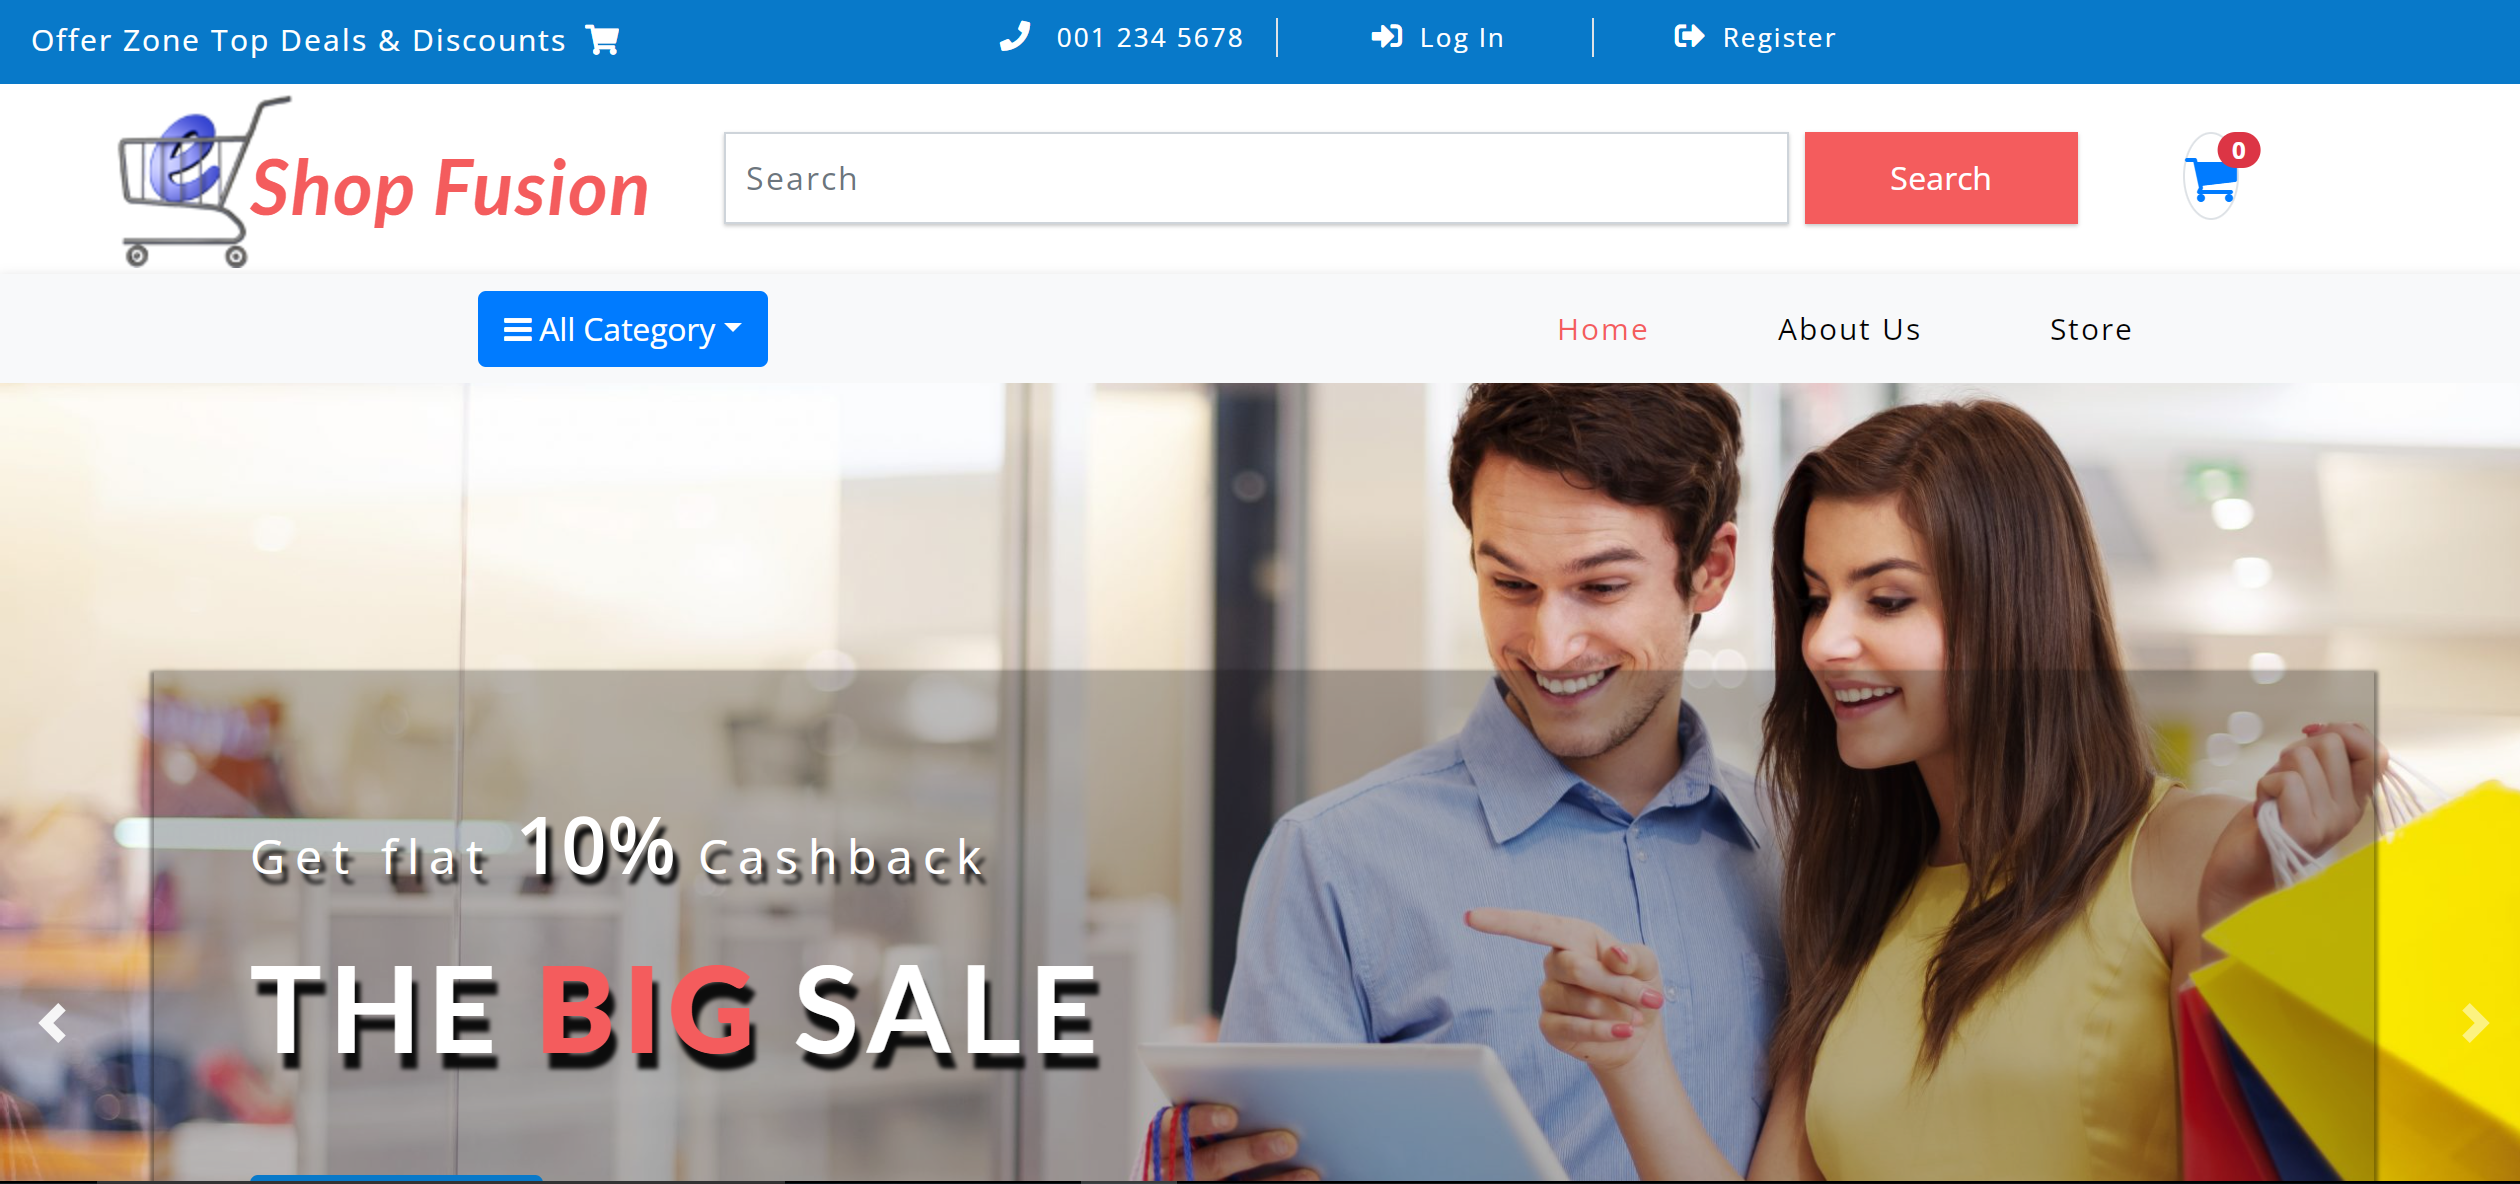 Offer Zone Top Deals & Discounts
001 234 5678
Log In
Register
e
Shop Fusion
Search
Search
0
All Category
Home
About Us
Store
Get flat 10% Cashback
THE BIG SALE